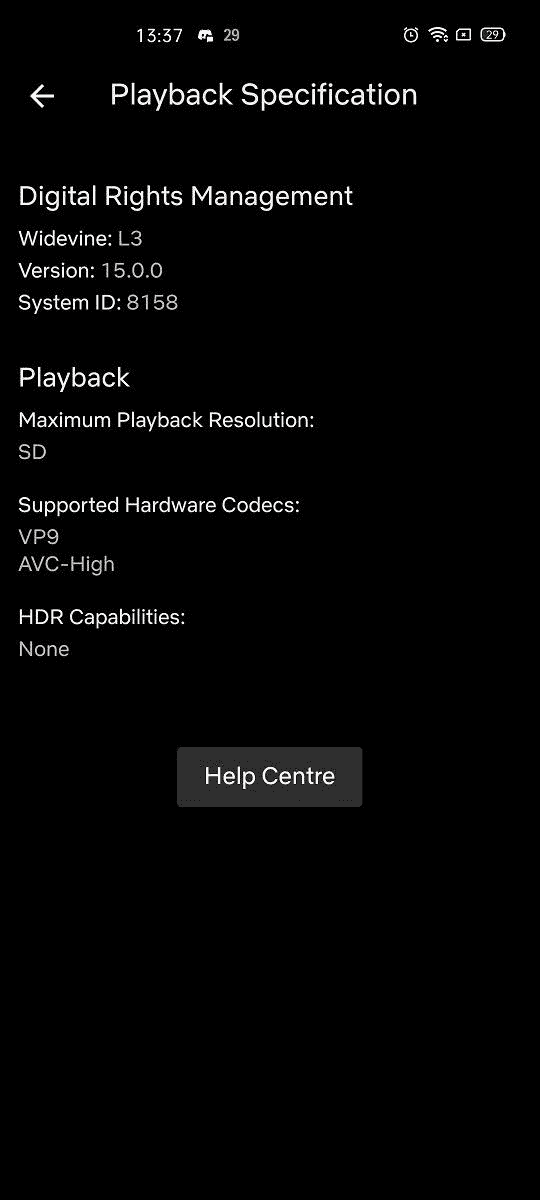 13:37 29 29
Playback Specification
Digital Rights Management
Widevine: L3
Version: 15.0.0
System ID: 8158
Playback
Maximum Playback Resolution:
SD
Supported Hardware Codecs:
VP9
AVC-High
HDR Capabilities:
None
Help Centre